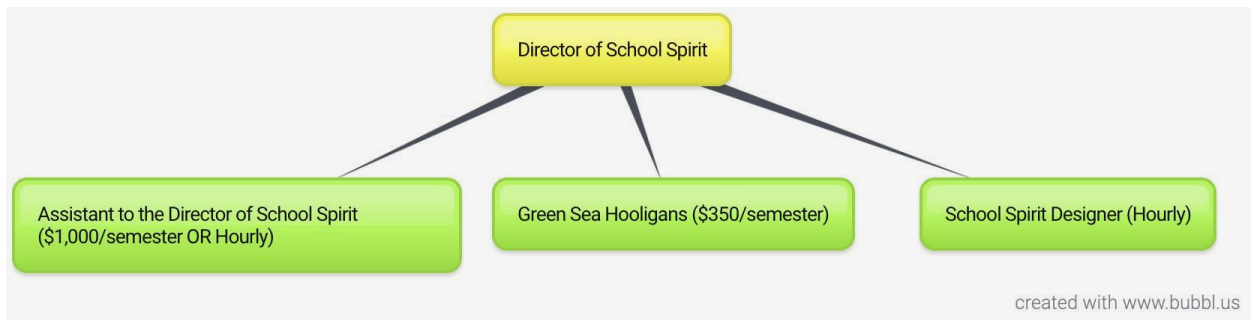 Director of School Spirit
Assistant to the Director of School Spirit
($1,000/semester OR Hourly)
Green Sea Hooligans ($350/semester)
School Spirit Designer (Hourly)
created with www.bubbl.us